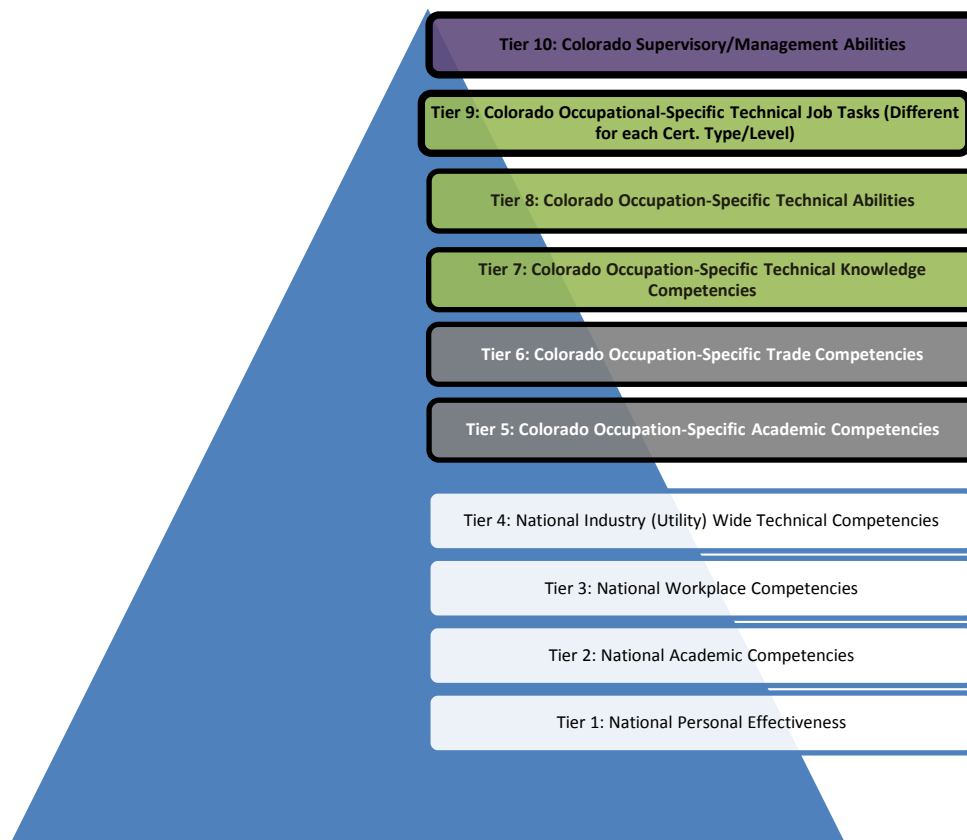 Tier 10: Colorado Supervisory/Management Abilities
Tier 9: Colorado Occupational-Specific Technical Job Tasks (Different
for each Cert. Type/Level)
Tier 8: Colorado Occupation-Specific Technical Abilities
Tier 7: Colorado Occupation-Specific Technical Knowledge
Competencies
Tier 6: Colorado Occupation-Specific Trade Competencies
Tier 5: Colorado Occupation-Specific Academic Competencies
Tier 4: National Industry (Utility) Wide Technical Competencies
Tier 3: National Workplace Competencies
Tier 2: National Academic Competencies
Tier 1: National Personal Effectiveness